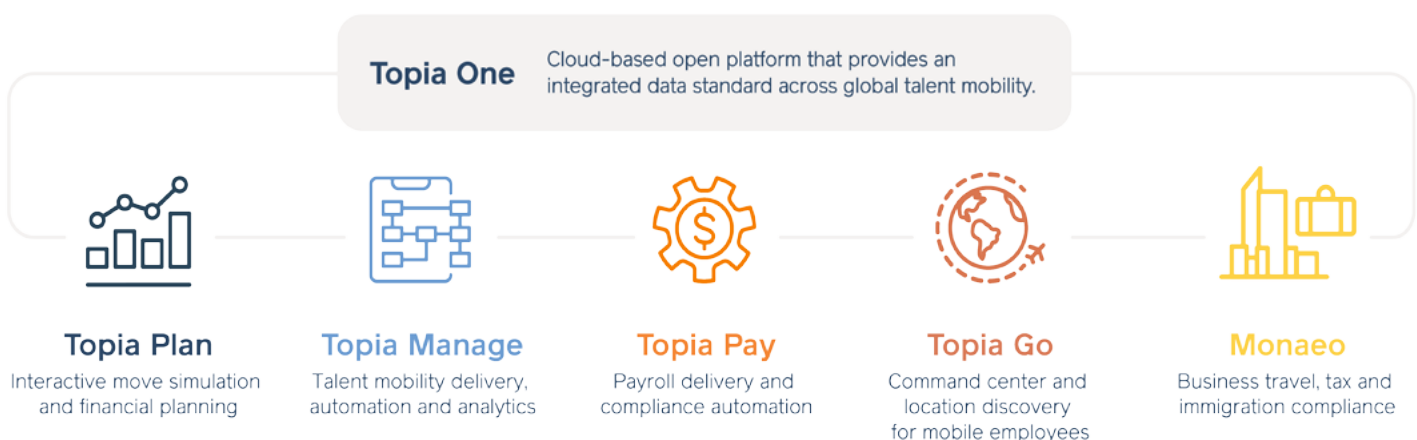 Topia One
Cloud-based open platform that provides an
integrated data standard across global talent mobility.
$
Topia Plan
Interactive move simulation
and financial planning
Topia Manage
Talent mobility delivery,
automation and analytics
Topia Pay
Payroll delivery and
compliance automation
Topia Go
Command center and
location discovery
for mobile employees
Monaeo
Business travel, tax and
immigration compliance